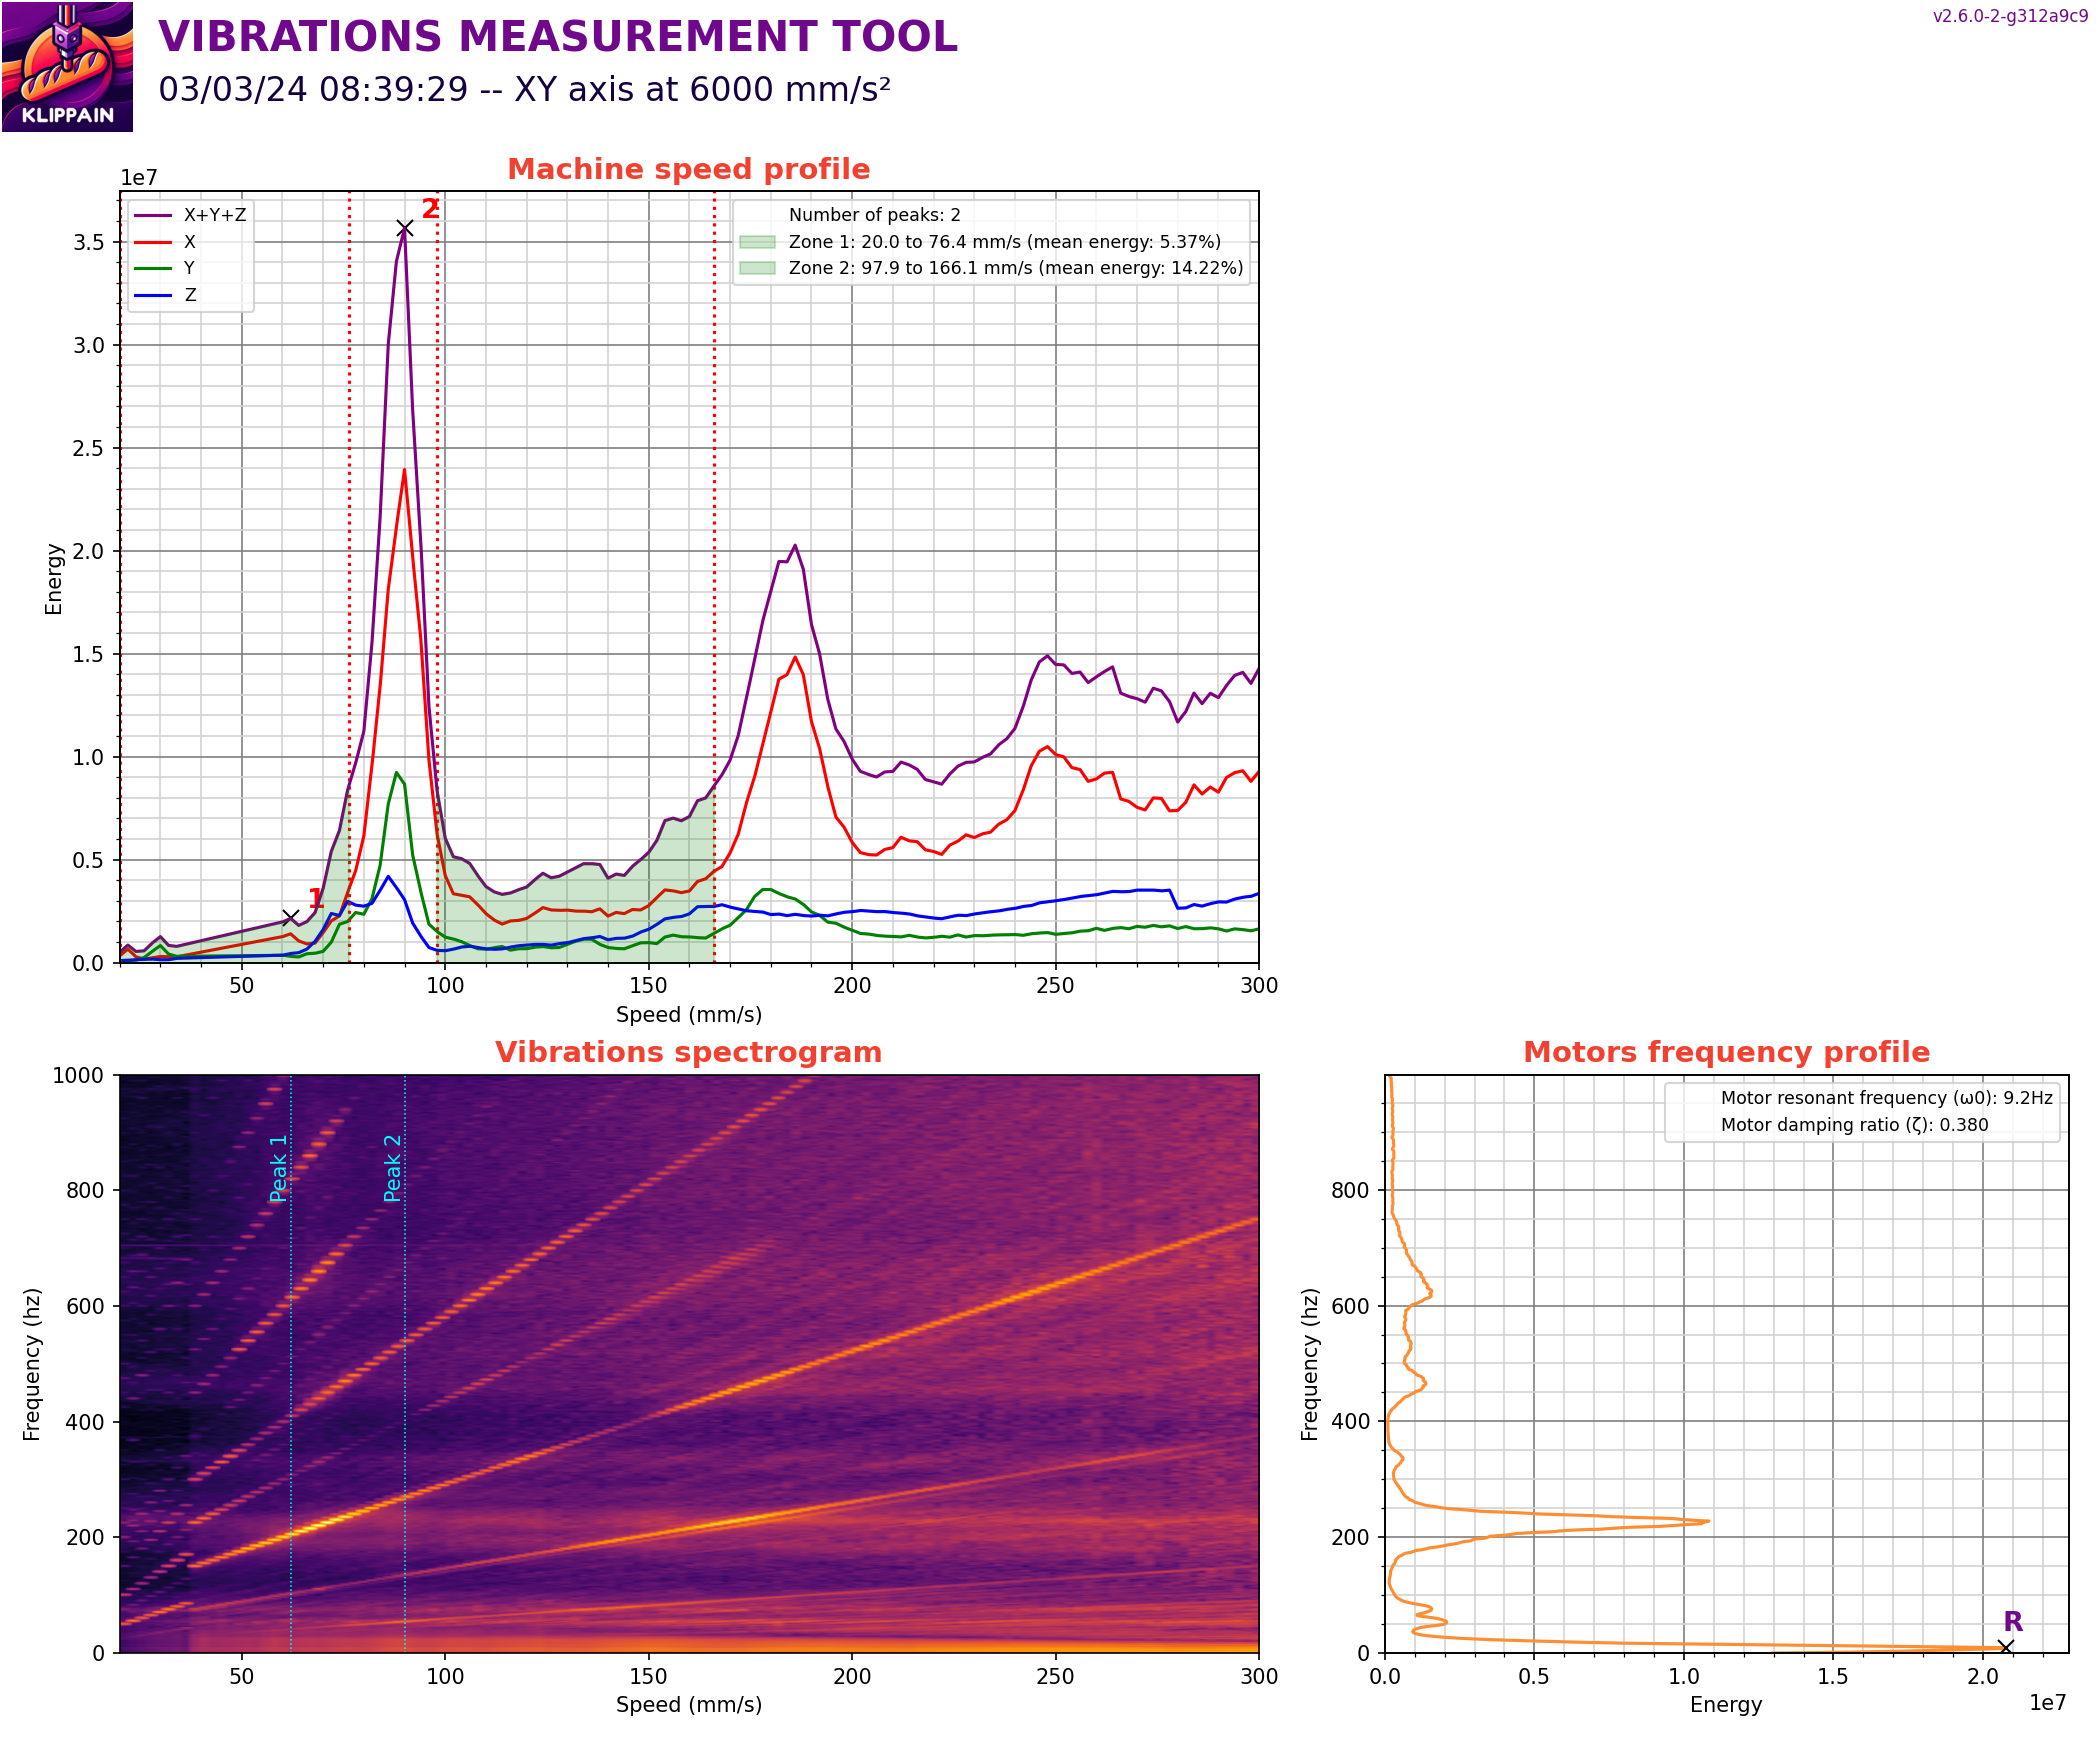 KLIPPAIN
VIBRATIONS MEASUREMENT TOOL
03/03/24 08:39:29 -- XY axis at 6000 mm/s²
v2.6.0-2-g312a9c9
Machine speed profile
1e7
X+Y+Z
X
Y
Z
Number of peaks: 2
Zone 1: 20.0 to 76.4 mm/s (mean energy: 5.37%)
Zone 2: 97.9 to 166.1 mm/s (mean energy: 14.22%)
2
1
3.5
3.0
2.5
2.0
1.5
1.0
0.5
0.0
Energy
50 100 150 200 250 300
Speed (mm/s)
Vibrations spectrogram
1000
800
600
400
200
0
Frequency (hz)
Peak 1
Peak 2
50 100 150 200 250 300
Speed (mm/s)
Motors frequency profile
Motor resonant frequency (ω0): 9.2Hz
Motor damping ratio (ζ): 0.380
800
600
400
200
0
Frequency (hz)
R
0.0 0.5 1.0 1.5 2.0
Energy
1e7